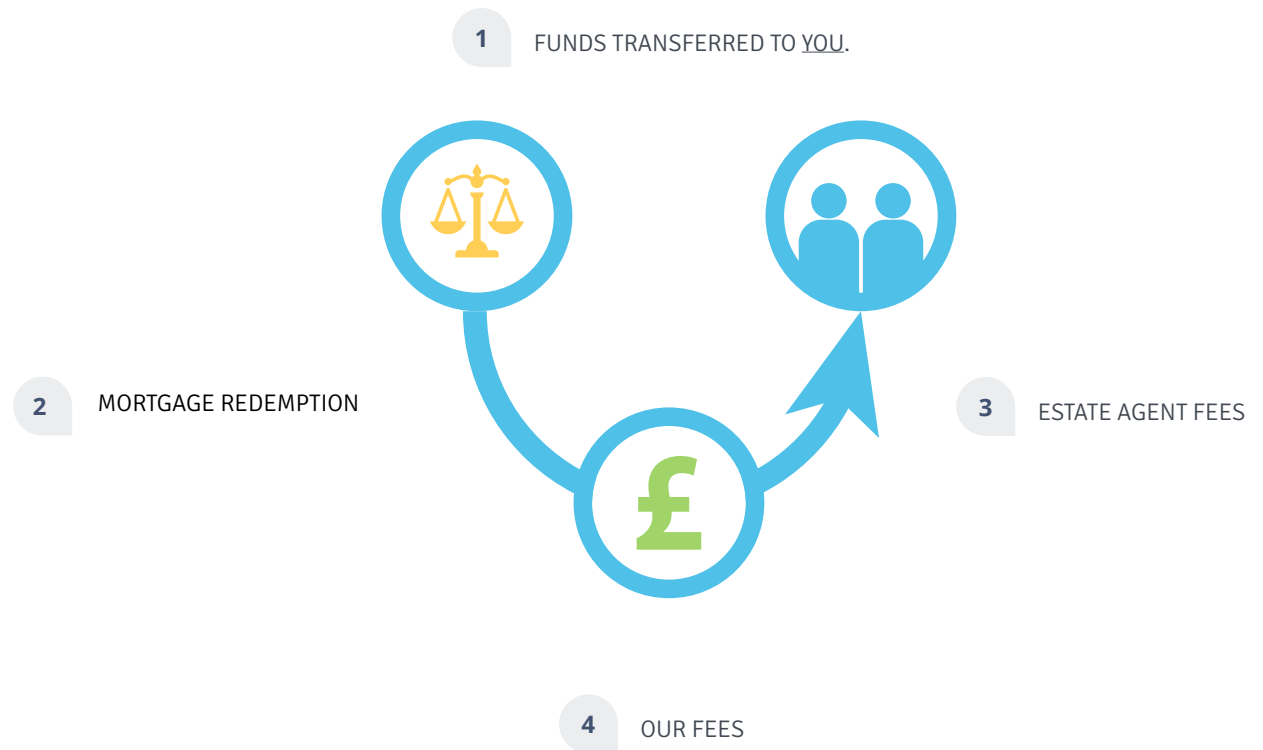 1 FUNDS TRANSFERRED TO YOU.
2 MORTGAGE REDEMPTION
3 ESTATE AGENT FEES
£
4 OUR FEES